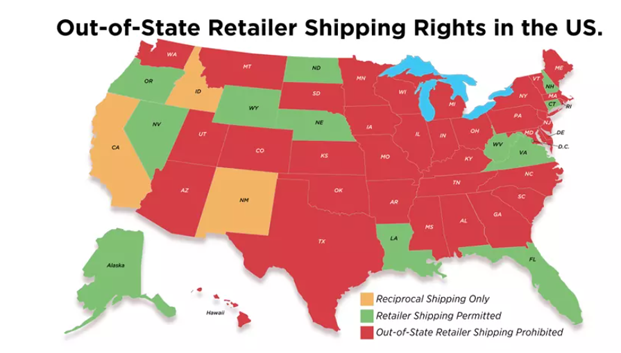 Out-of-State Retailer Shipping Rights in the US.
WA
MT
ND
MN
OR
ID
SD
WI
MI
WY
NE
IA
NV
UT
CO
KS
MO
IL
IN
OH
PA
NY
VT
NH
ME
MA
CT
RI
NJ
DE
MD
D.C.
CA
AZ
NM
OK
AR
TX
LA
MS
AL
GA
SC
NC
TN
KY
WV
VA
FL
Alaska
Hawaii
Reciprocal Shipping Only
Retailer Shipping Permitted
Out-of-State Retailer Shipping Prohibited